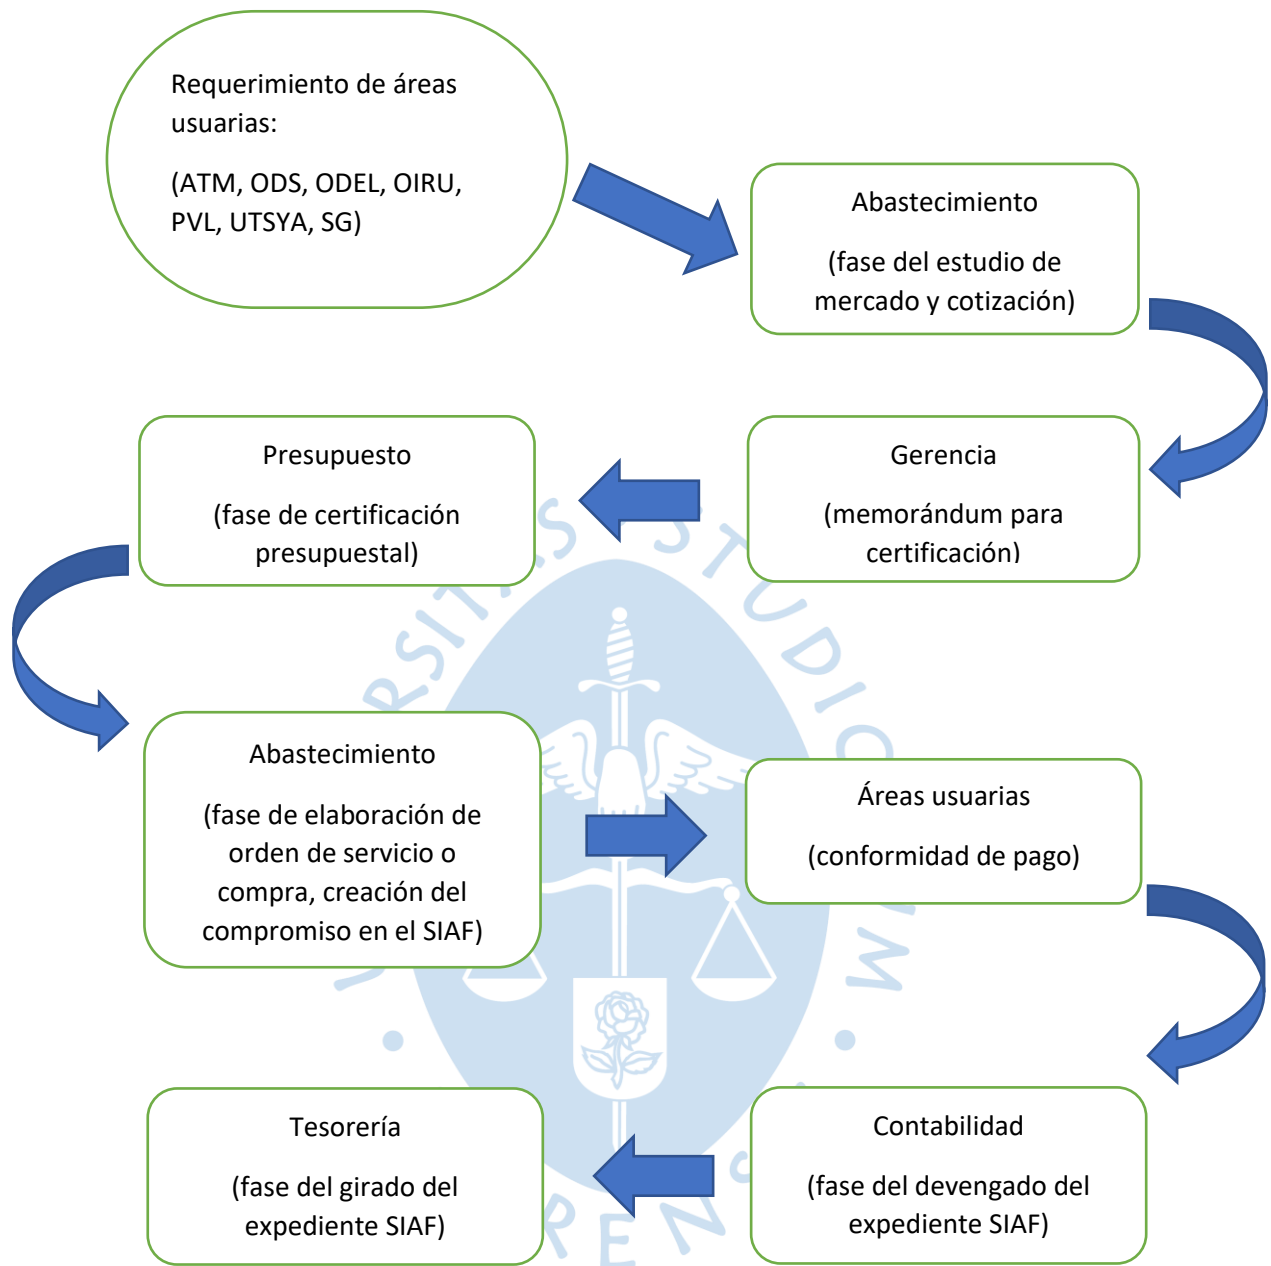 Requerimiento de áreas
usuarias:
(ATM, ODS, ODEL, OIRU,
PVL, UTSYA, SG)
Abastecimiento
(fase del estudio de
mercado y cotización)
Gerencia
(memorándum para
certificación)
Presupuesto
(fase de certificación
presupuestal)
Abastecimiento
(fase de elaboración de
orden de servicio o
compra, creación del
compromiso en el SIAF)
Áreas usuarias
(conformidad de pago)
Contabilidad
(fase del devengado del
expediente SIAF)
Tesorería
(fase del girado del
expediente SIAF)